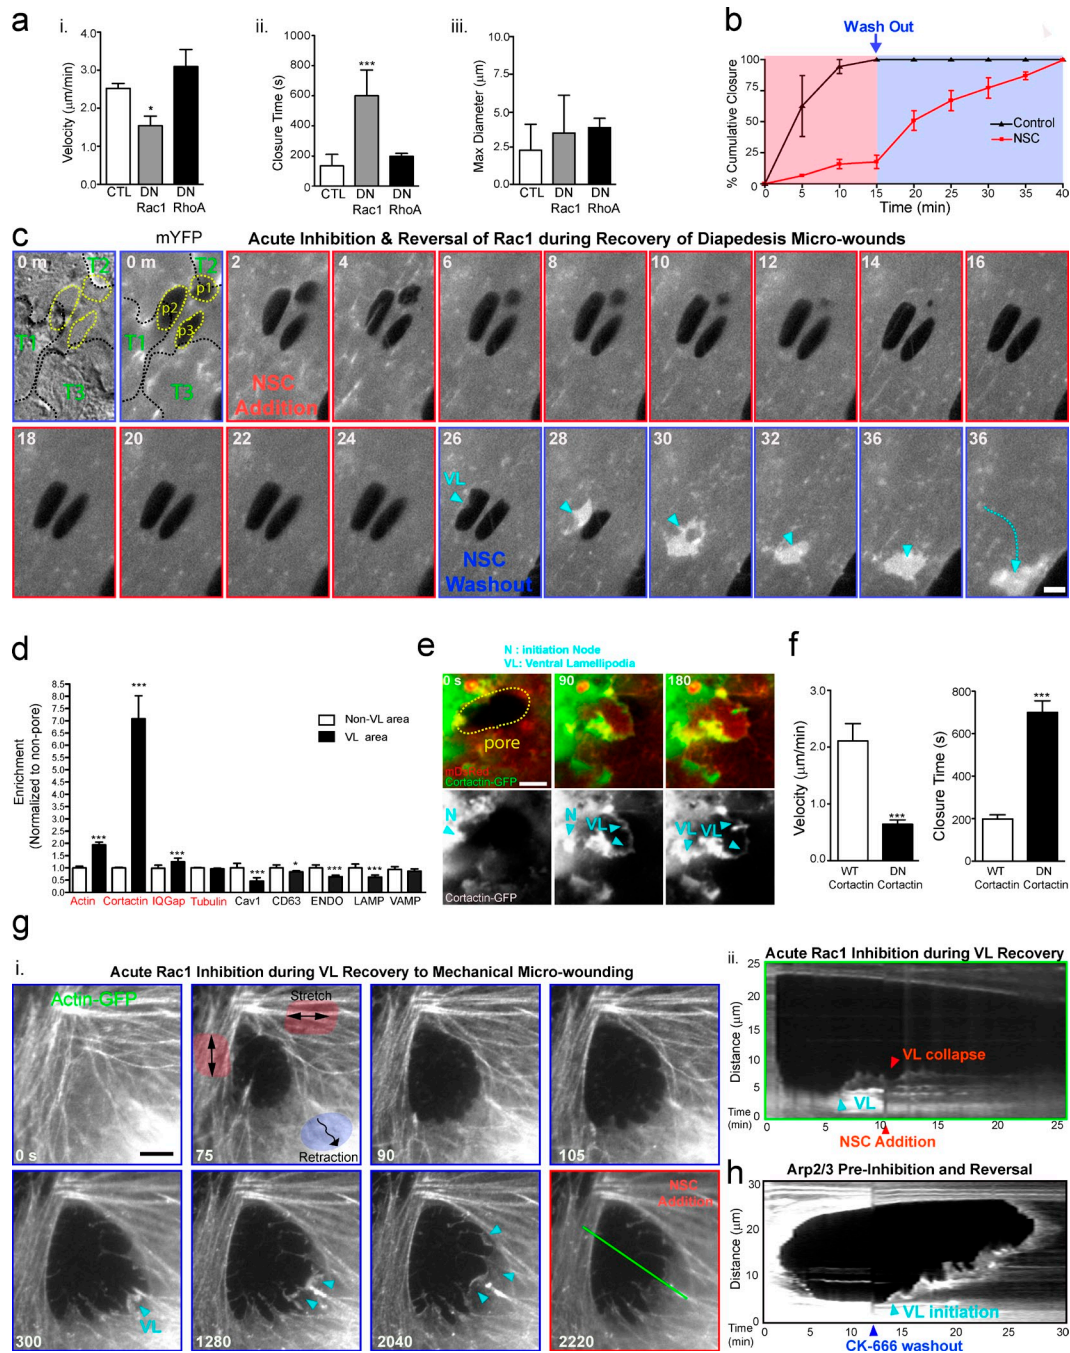 a
i.
Velocity (μm/min)
4.0
3.0
2.0
1.0
0.0
*
CTL DN DN
Rac1 RhoA
ii.
Closure Time (s)
1000
800
600
400
200
0
***
CTL DN DN
Rac1 RhoA
iii.
Max Diameter (μm)
10.0
7.5
5.0
2.5
0.0
CTL DN DN
Rac1 RhoA
b
Wash Out
% Cumulative Closure
100
75
50
25
0
Control
NSC
0 5 10 15 20 25 30 35 40
Time (min)
c
mYFP
Acute Inhibition & Reversal of Rac1 during Recovery of Diapedesis Micro-wounds
0 m T2 T1 T3
0 m T2 p1 p2 p3 T1 T3
2 4 6 8 10 12 14 16
NSC
Addition
18 20 22 24 26 28 30 32 36 36
VL
NSC
Washout
d
Enrichment
(Normalized to non-pore)
8.5
8.0
7.5
7.0
6.5
6.0
5.5
5.0
4.5
4.0
3.5
3.0
2.5
2.0
1.5
1.0
0.5
0.0
Non-VL area
VL area
*** *** *** *** * *** ***
Actin Cortactin IQGap Tubulin Cav1 CD63 ENDO LAMP VAMP
e
N : initiation Node
VL: Ventral Lamellipodia
0 s 90 180
pore
Cortactin-GFP
N N VL VL VL
Cortactin-GFP
f
Velocity (μm/min)
3.0
2.0
1.0
0.0
***
WT DN
Cortactin Cortactin
Closure Time (s)
800
600
400
200
0
***
WT DN
Cortactin Cortactin
g
i.
Acute Rac1 Inhibition during VL Recovery to Mechanical Micro-wounding
Actin-GFP
Stretch
Retraction
0 s 75 90 105
NSC
Addition
VL
300 1280 2040 2220
ii.
Acute Rac1 Inhibition during VL Recovery
Distance (μm)
25
20
15
10
5
0
VL collapse
VL
Time
(min)
0 5 10 15 20 25
NSC Addition
h
Arp2/3 Pre-Inhibition and Reversal
Distance (μm)
30
20
10
0
VL initiation
Time
(min)
0 5 10 15 20 25 30
CK-666 washout